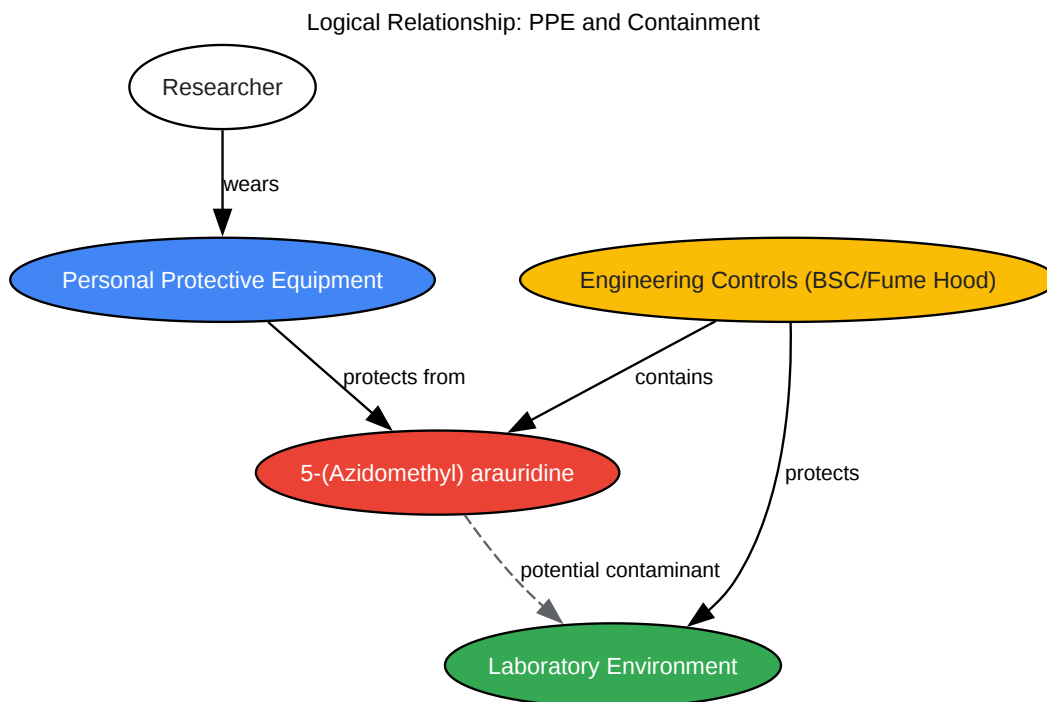 Logical Relationship: PPE and Containment
Researcher
wears
Personal Protective Equipment
Engineering Controls (BSC/Fume Hood)
protects from
contains
5-(Azidomethyl) arauridine
protects
potential contaminant
Laboratory Environment